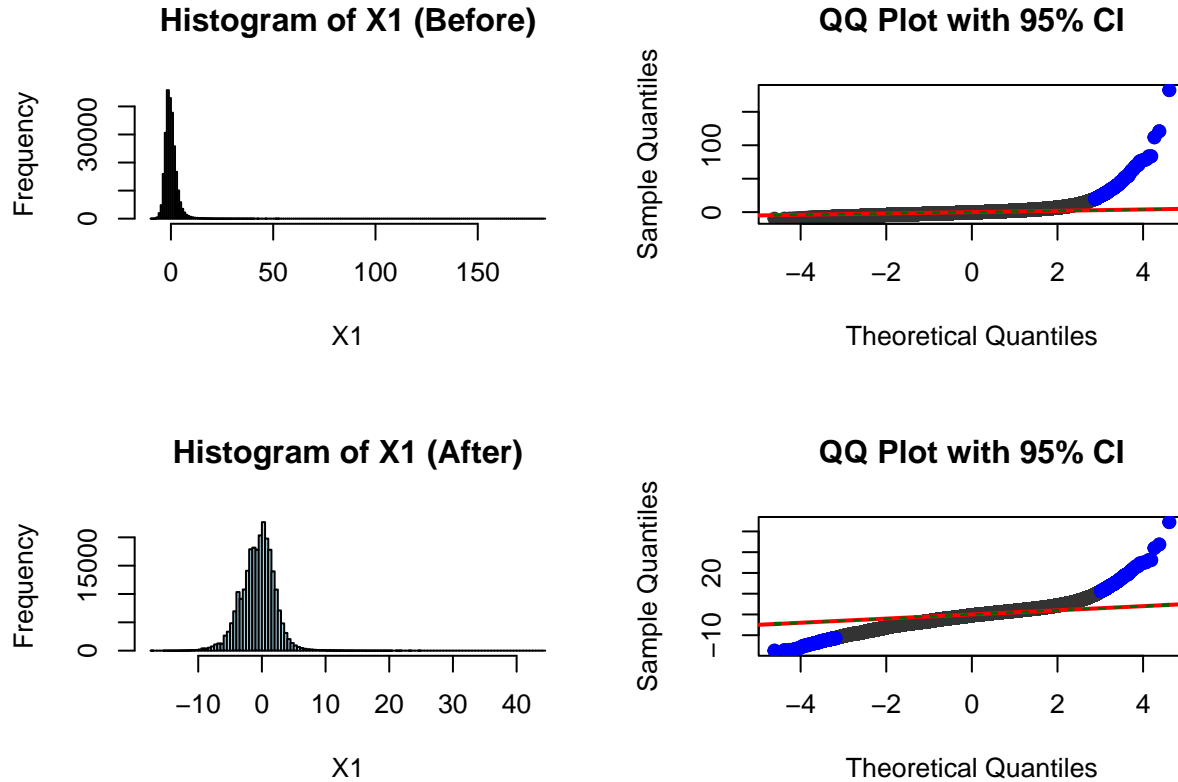 Histogram of X1 (Before)
Frequency
0 30000
0 50 100 150
X1
QQ Plot with 95% CI
Sample Quantiles
0 100
−4 −2 0 2 4
Theoretical Quantiles
Histogram of X1 (After)
Frequency
0 15000
−10 0 10 20 30 40
X1
QQ Plot with 95% CI
Sample Quantiles
−10 20
−4 −2 0 2 4
Theoretical Quantiles